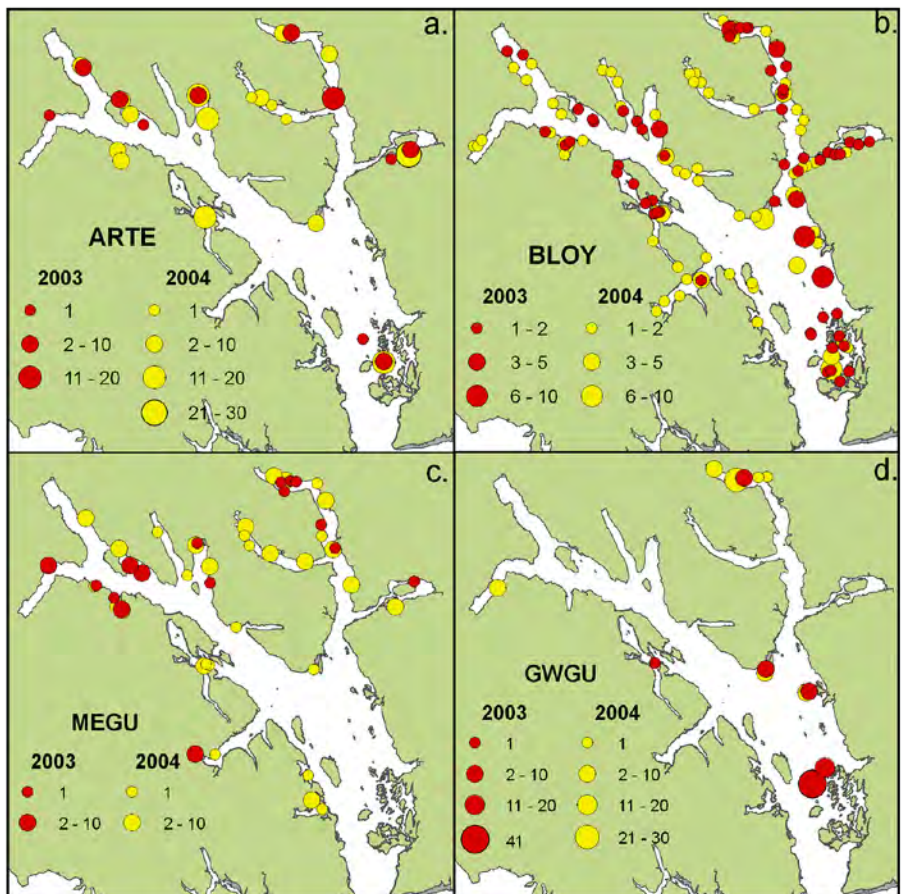 a.
ARTE
2003 2004
1 1
2 - 10 2 - 10
11 - 20 11 - 20
21 - 30
b.
BLOY
2003 2004
1 - 2 1 - 2
3 - 5 3 - 5
6 - 10 6 - 10
c.
MEGU
2003 2004
1 1
2 - 10 2 - 10
d.
GWGU
2003 2004
1 1
2 - 10 2 - 10
11 - 20 11 - 20
41 21 - 30